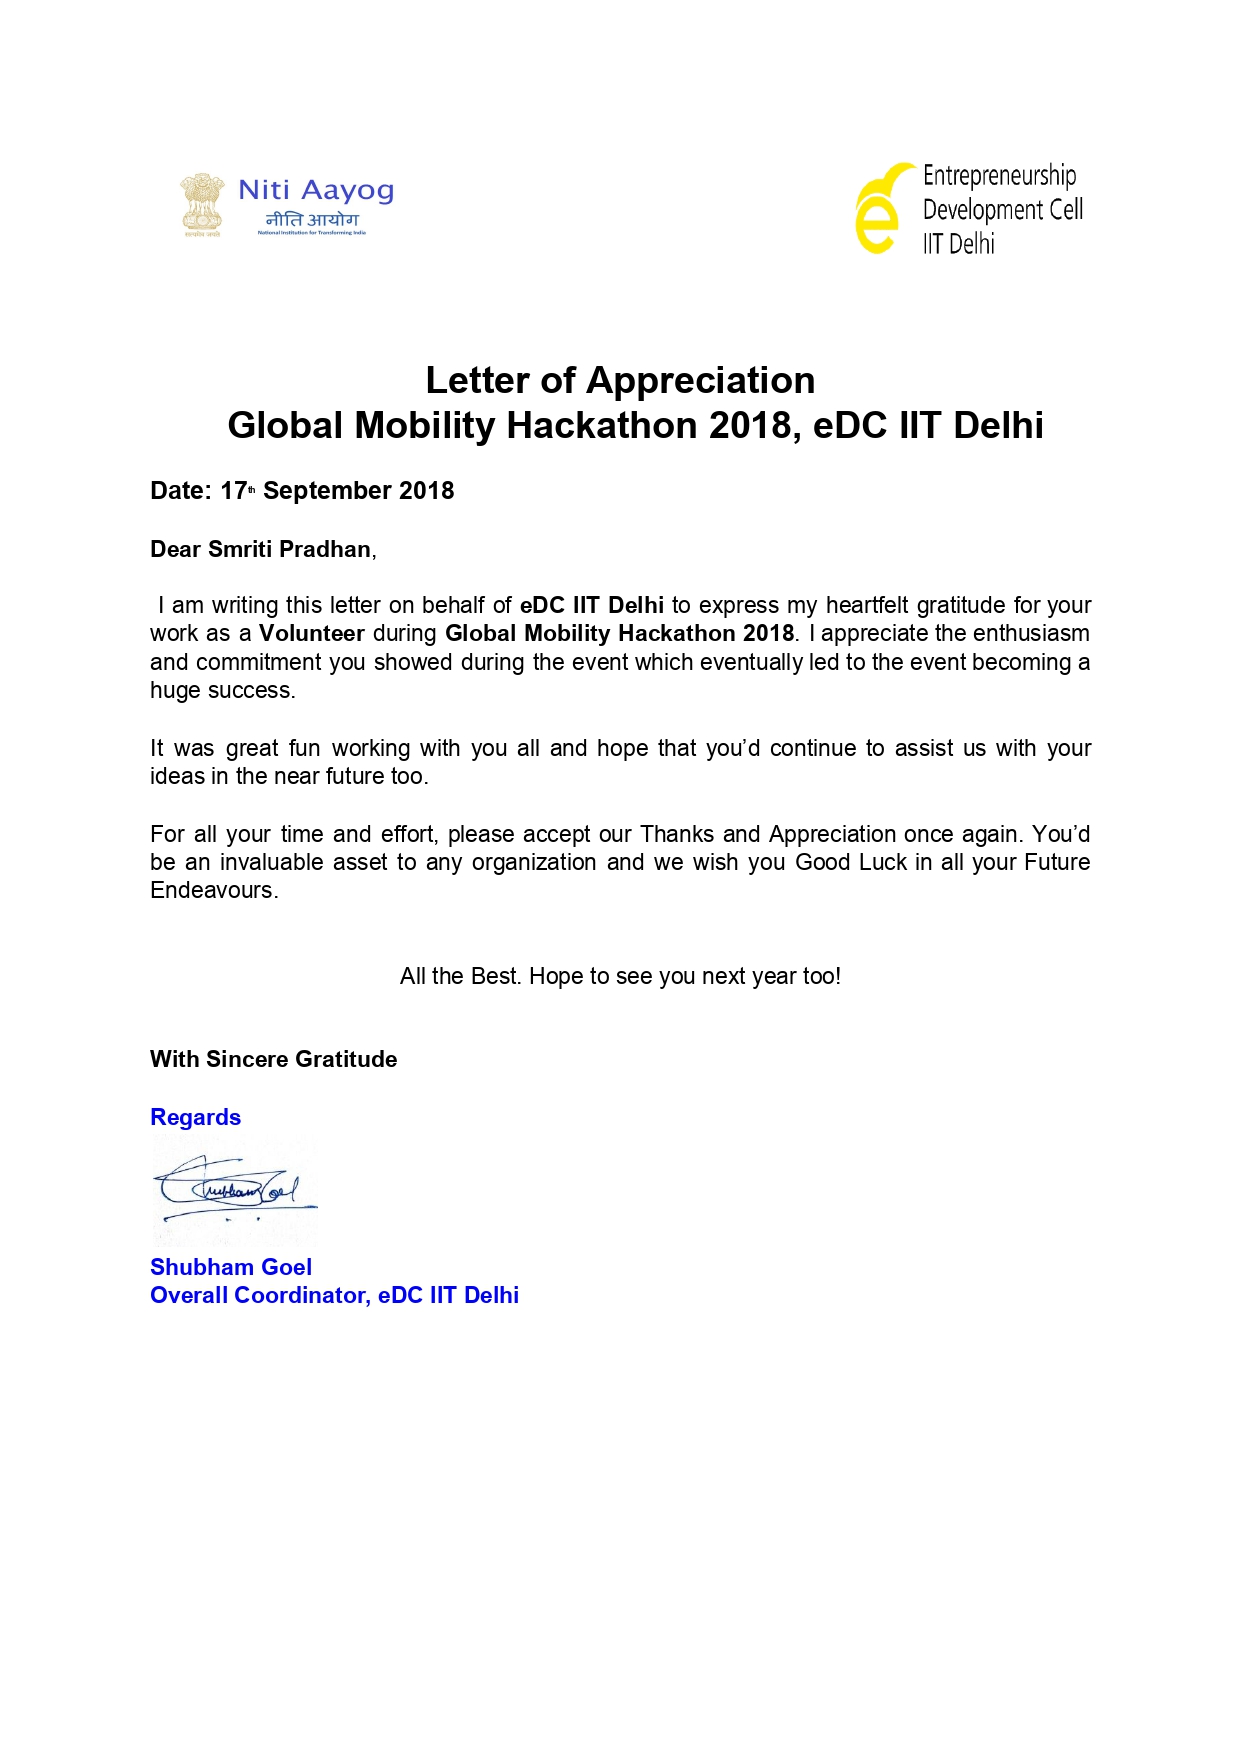 Niti Aayog
नीति आयोग
National Institution for Transforming India
Entrepreneurship
Development Cell
IIT Delhi
Letter of Appreciation
Global Mobility Hackathon 2018, eDC IIT Delhi
Date: 17th September 2018
Dear Smriti Pradhan,
I am writing this letter on behalf of eDC IIT Delhi to express my heartfelt gratitude for your
work as a Volunteer during Global Mobility Hackathon 2018. I appreciate the enthusiasm
and commitment you showed during the event which eventually led to the event becoming a
huge success.
It was great fun working with you all and hope that you’d continue to assist us with your
ideas in the near future too.
For all your time and effort, please accept our Thanks and Appreciation once again. You’d
be an invaluable asset to any organization and we wish you Good Luck in all your Future
Endeavours.
All the Best. Hope to see you next year too!
With Sincere Gratitude
Regards
Shubham Goel
Shubham Goel
Overall Coordinator, eDC IIT Delhi